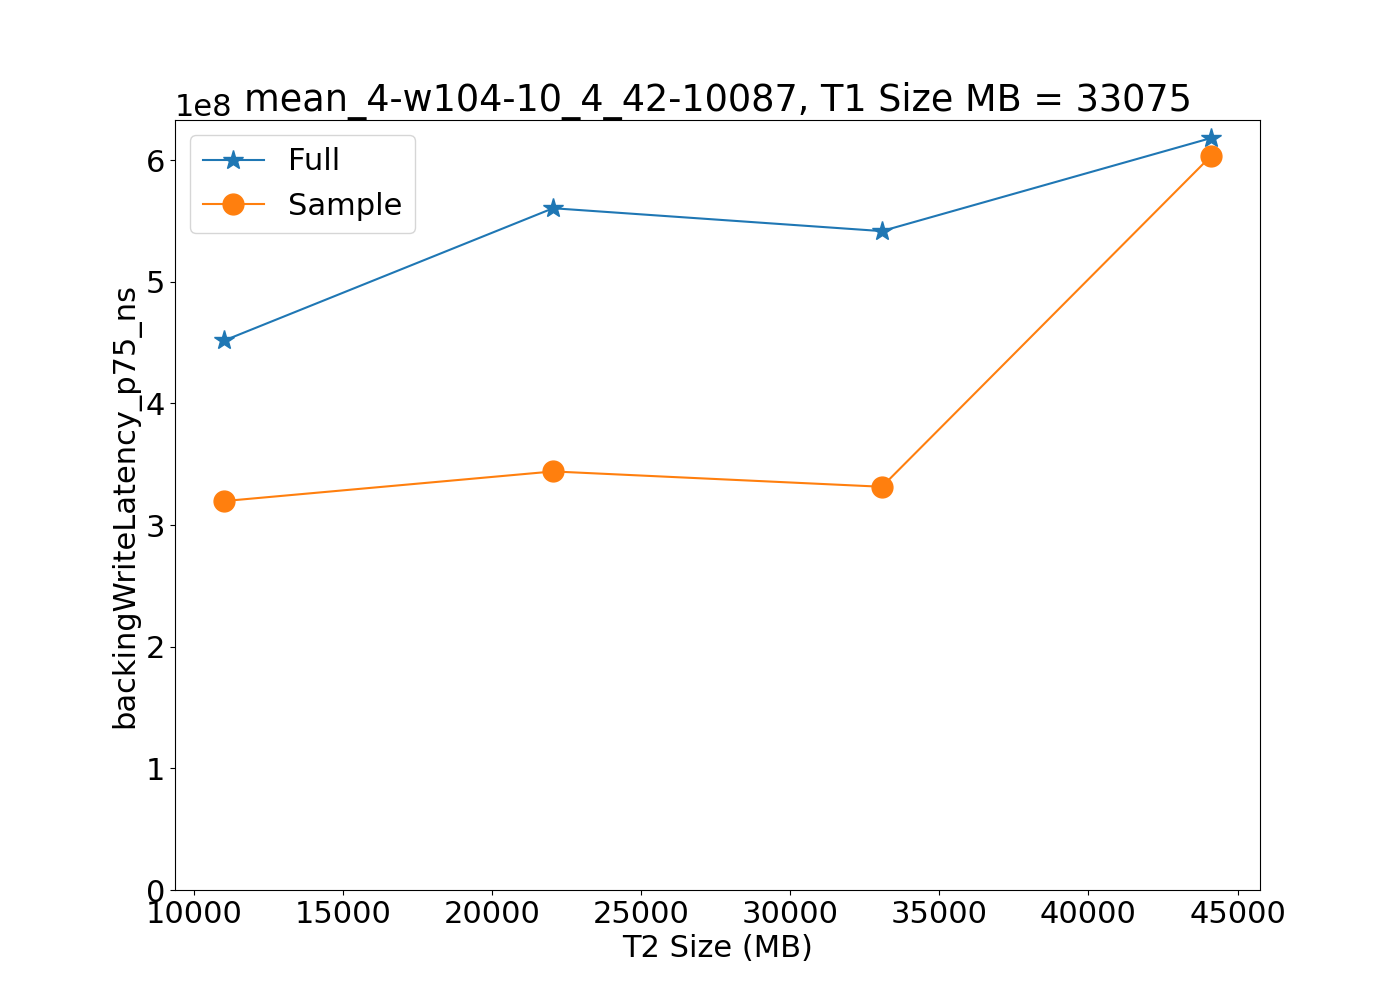 1e8
mean_4-w104-10_4_42-10087, T1 Size MB = 33075
Full
Sample
backingWriteLatency_p75_ns
6
5
4
3
2
1
0
10000 15000 20000 25000 30000 35000 40000 45000
T2 Size (MB)